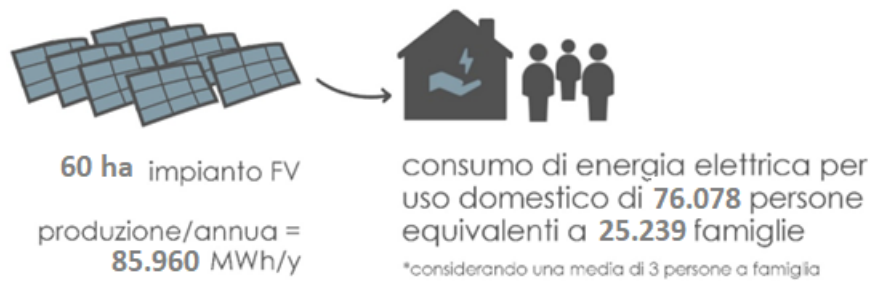 60 ha impianto FV
produzione/annua =
85.960 MWh/y
consumo di energia elettrica per
uso domestico di 76.078 persone
equivalenti a 25.239 famiglie
*considerando una media di 3 persone a famiglia